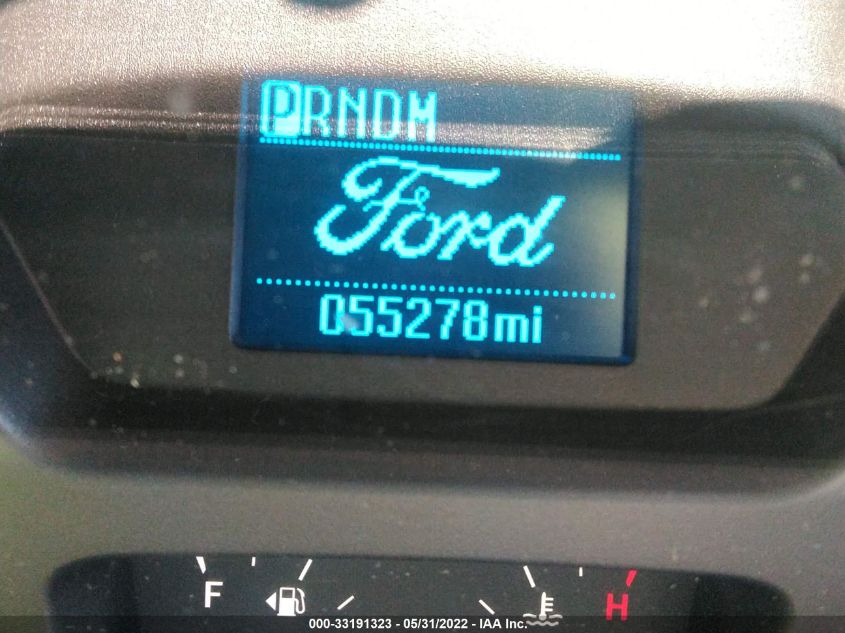 PRNDM
Ford
055278mi
F
H
000-33191323 - 05/31/2022 - IAA Inc.